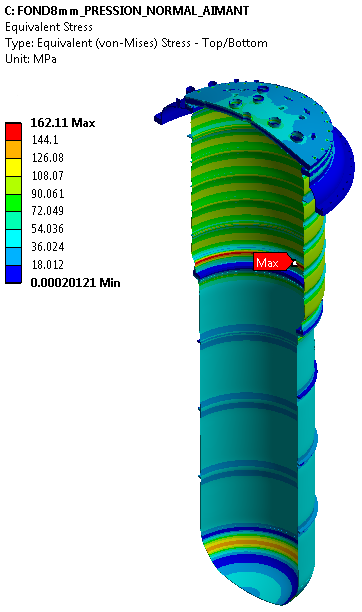 C: FOND8mm_PRESSION_NORMAL_AIMANT
Equivalent Stress
Type: Equivalent (von-Mises) Stress - Top/Bottom
Unit: MPa
162.11 Max
144.1
126.08
108.07
90.061
72.049
54.036
36.024
18.012
0.00020121 Min
Max